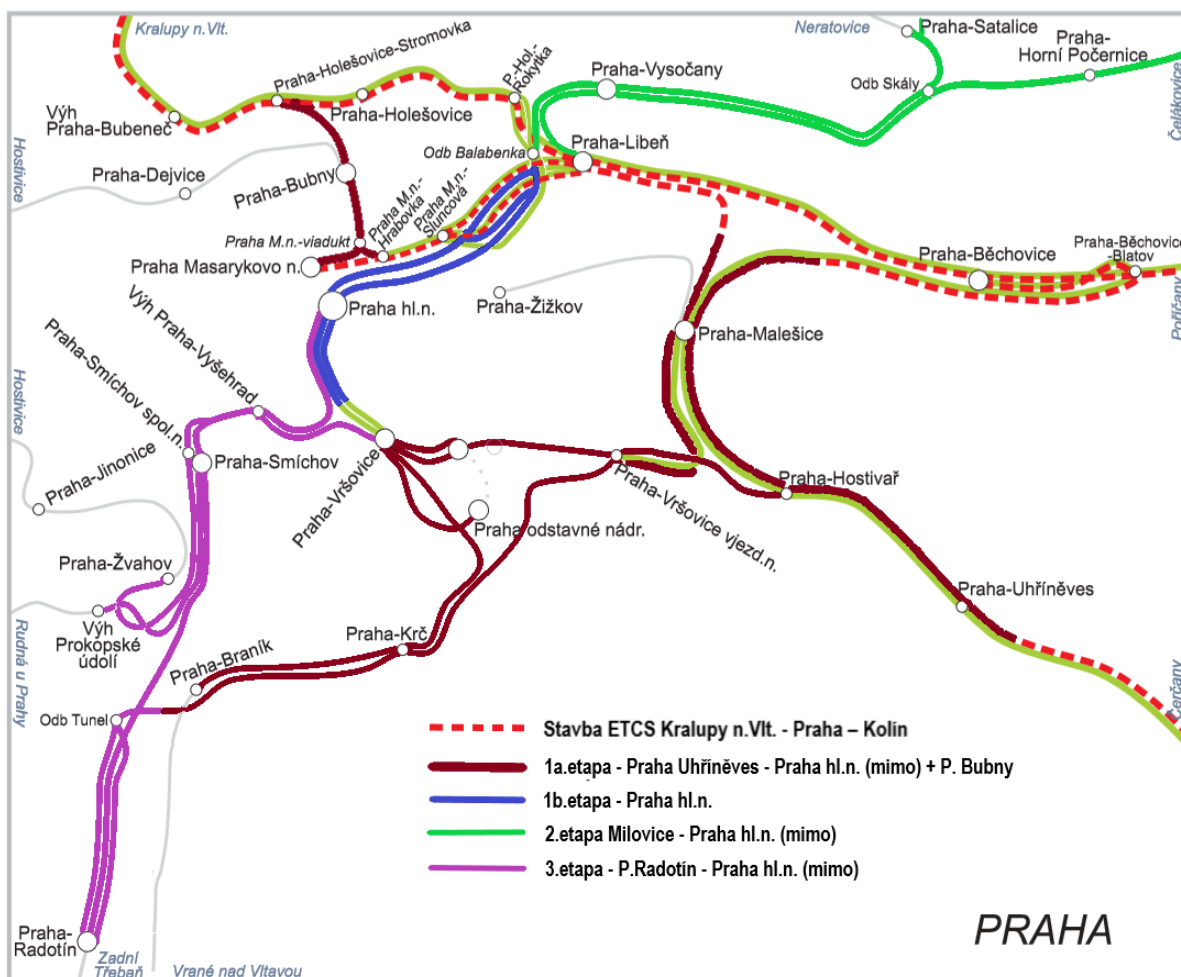 Kralupy n.Vlt.
Neratovice
Praha-Satalice
Praha-
Horní Počernice
Praha-Holešovice-Stromovka
P.-Hol.-
Rokytka
Praha-Vysočany
Odb Skály
Čelákovice
Výh
Praha-Bubeneč
Praha-Holešovice
Hostivice
Odb Balabenka
Praha-Libeň
Praha-Dejvice
Praha-Bubny
Praha M.n.-
Hrabovka
Praha M.n.-
Sluncová
Praha M.n.-viadukt
Praha Masarykovo n.
Praha-Běchovice
Praha-Běchovice
-Blatov
Poříčany
Praha hl.n.
Praha-Žižkov
Praha-Malešice
Výh Praha-Vyšehrad
Praha-Smíchov spol.n.
Hostivice
Praha-Smíchov
Praha-Jinonice
Praha-Vršovice
Praha-Vršovice vjezd.n.
Praha-Hostivař
Praha odstavné nádr.
Praha-Žvahov
Praha-Uhříněves
Výh
Prokopské
údolí
Rudná u Prahy
Praha-Krč
Praha-Braník
Odb Tunel
Čerčany
Stavba ETCS Kralupy n.Vlt. - Praha – Kolín
1a.etapa - Praha Uhříněves - Praha hl.n. (mimo) + P. Bubny
1b.etapa - Praha hl.n.
2.etapa Milovice - Praha hl.n. (mimo)
3.etapa - P.Radotín - Praha hl.n. (mimo)
Praha-
Radotín
Zadní
Třebaň
Vrané nad Vltavou
PRAHA